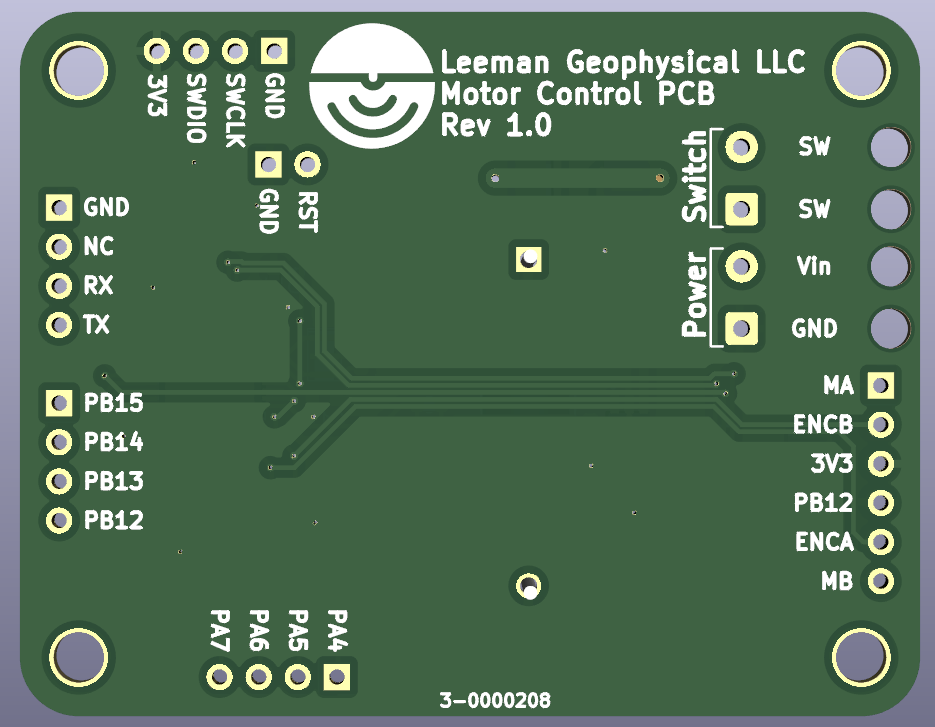 3V3
SWDIO
SWCLK
GND
Leeman Geophysical LLC
Motor Control PCB
Rev 1.0
GND
RST
Switch
SW
SW
Power
Vin
GND
GND
NC
RX
TX
PB15
PB14
PB13
PB12
MA
ENCB
3V3
PB12
ENCA
MB
PA7
PA6
PA5
PA4
3-0000208